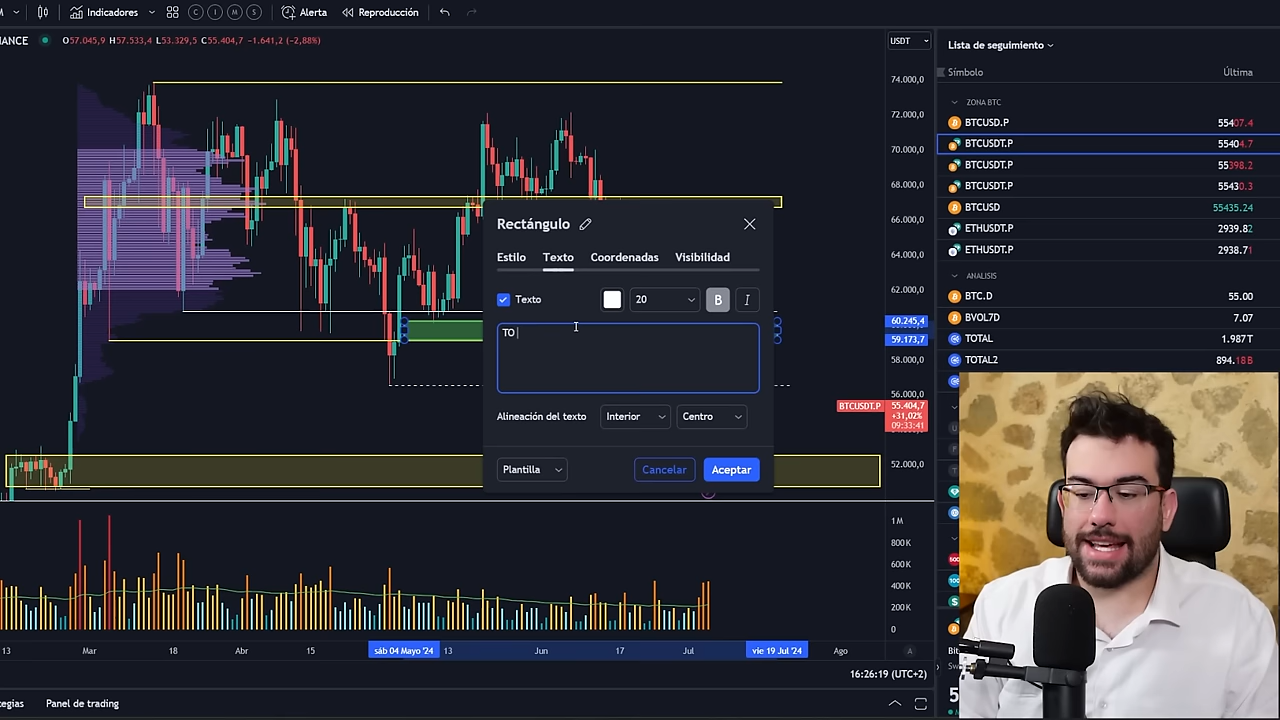 Indicadores
C I M S
Alerta
Reproducción
NANCE O57.045,9 H57.533,4 L53.329,5 C55.404,7 −1.641,2 (−2,88%)
USDT
74.000,0
72.000,0
70.000,0
68.000,0
66.000,0
64.000,0
62.000,0
60.245,4
59.173,7
58.000,0
56.000,0
BTCUSDT.P 55.404,7
+31,02%
09:33:41
52.000,0
1M
800K
600K
400K
200K
0
Rectángulo
Estilo Texto Coordenadas Visibilidad
Texto 20 B I
TO
Alineación del texto Interior Centro
Plantilla Cancelar Aceptar
13 Mar 18 Abr 15 sáb 04 Mayo '24 13 Jun 17 Jul vie 19 Jul '24 Ago A
16:26:19 (UTC+2)
tegias Panel de trading
Lista de seguimiento
Símbolo Última
ZONA BTC
BTCUSD.P 55407.4
BTCUSDT.P 55404.7
BTCUSDT.P 55398.2
BTCUSDT.P 55430.3
BTCUSD 55435.24
ETHUSDT.P 2939.82
ETHUSDT.P 2938.71
ANALISIS
BTC.D 55.00
BVOL7D 7.07
TOTAL 1.987T
TOTAL2 894.18B